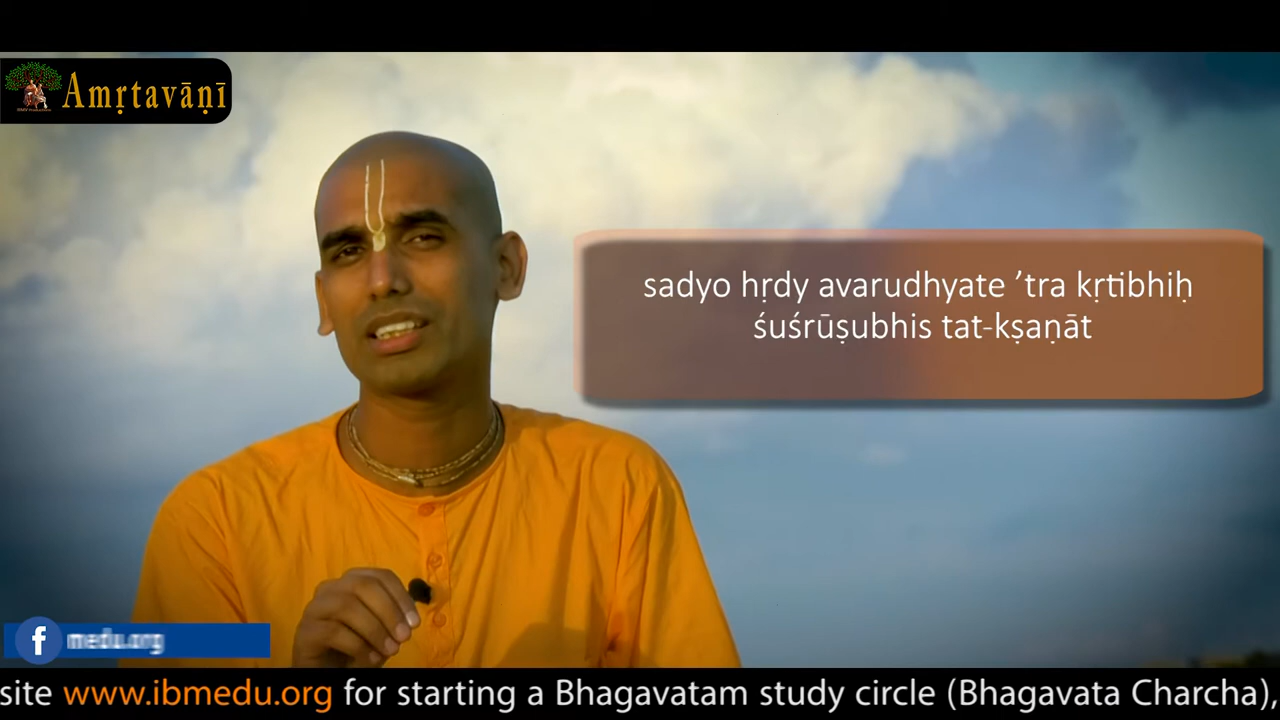 Amṛtavāṇī
sadyo hṛdy avarudhyate ’tra kṛtibhiḥ
śuśrūṣubhis tat-kṣaṇāt
f medu.org
site www.ibmedu.org for starting a Bhagavatam study circle (Bhagavata Charcha),